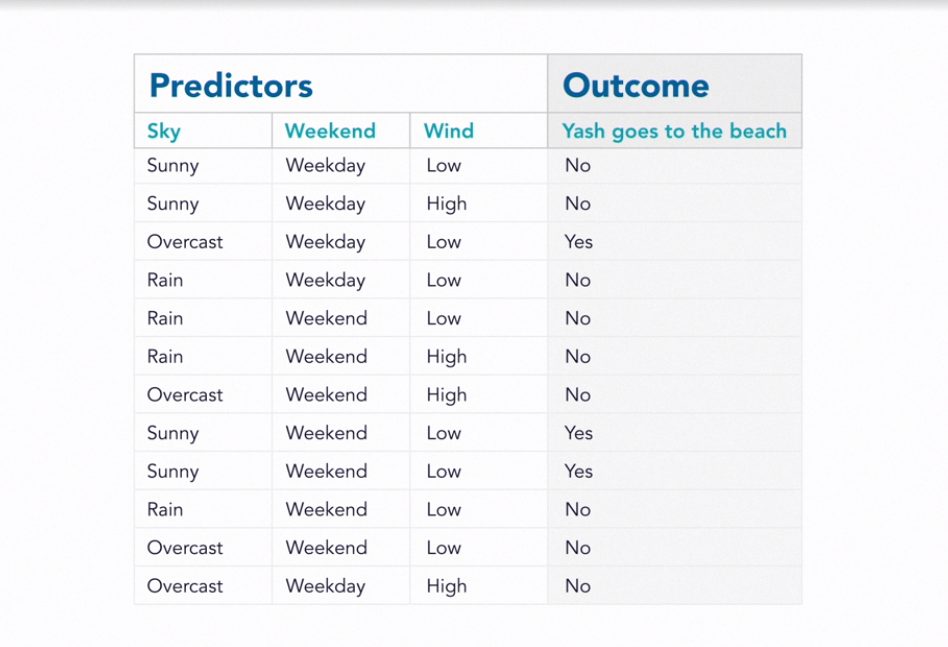 Predictors Outcome
Sky Weekend Wind Yash goes to the beach
Sunny Weekday Low No
Sunny Weekday High No
Overcast Weekday Low Yes
Rain Weekday Low No
Rain Weekend Low No
Rain Weekend High No
Overcast Weekend High No
Sunny Weekend Low Yes
Sunny Weekend Low Yes
Rain Weekend Low No
Overcast Weekend Low No
Overcast Weekday High No